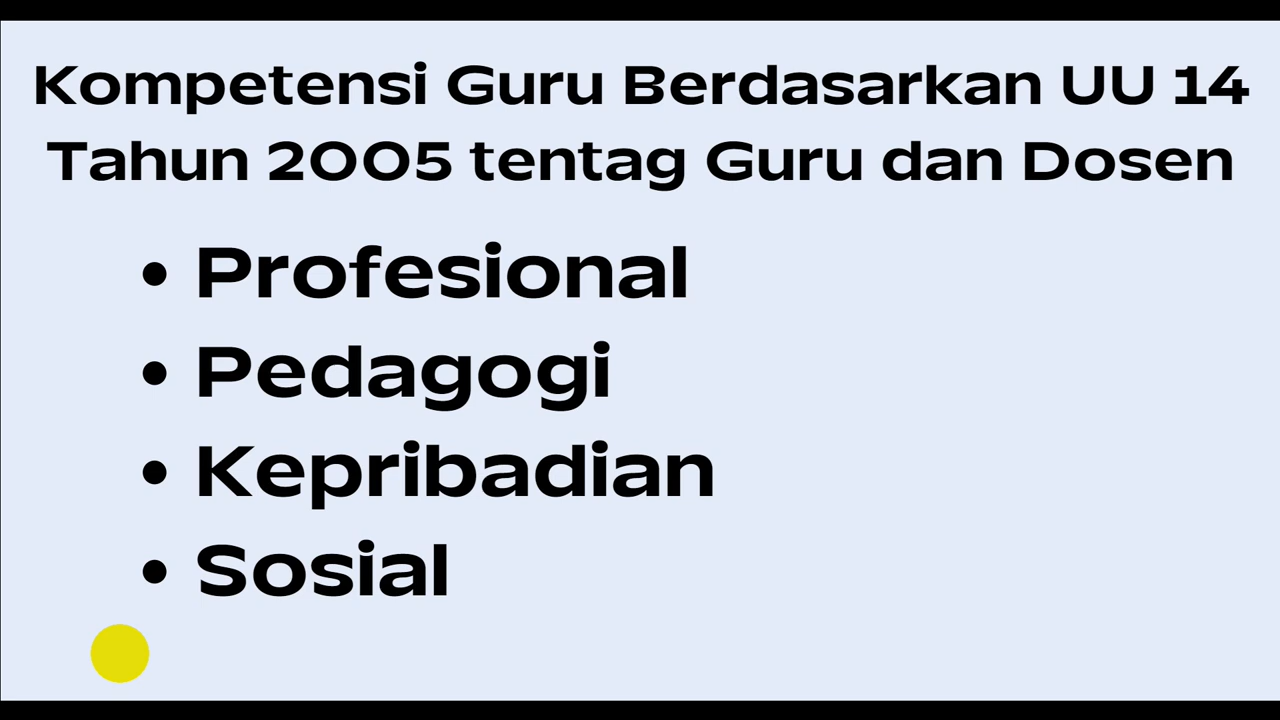 Kompetensi Guru Berdasarkan UU 14
Tahun 2005 tentag Guru dan Dosen
• Profesional
• Pedagogi
• Kepribadian
• Sosial